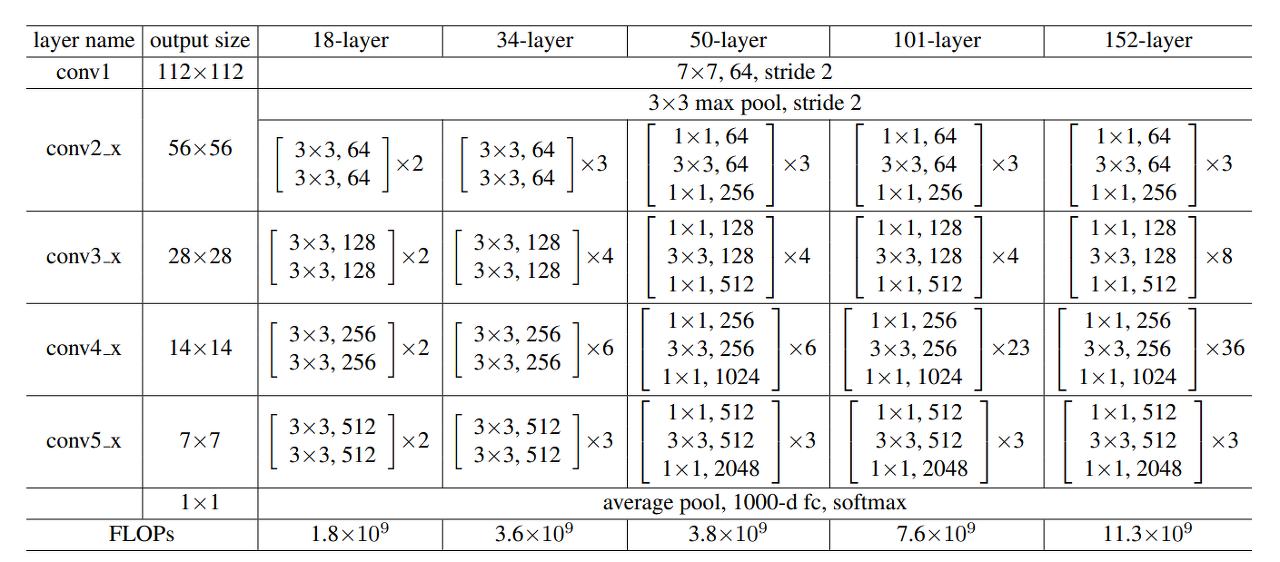 layer name output size 18-layer 34-layer 50-layer 101-layer 152-layer
conv1 112×112 7×7, 64, stride 2
3×3 max pool, stride 2
conv2_x 56×56 [3×3, 64 3×3, 64]×2 [3×3, 64 3×3, 64]×3 [1×1, 64 3×3, 64 1×1, 256]×3 [1×1, 64 3×3, 64 1×1, 256]×3 [1×1, 64 3×3, 64 1×1, 256]×3
conv3_x 28×28 [3×3, 128 3×3, 128]×2 [3×3, 128 3×3, 128]×4 [1×1, 128 3×3, 128 1×1, 512]×4 [1×1, 128 3×3, 128 1×1, 512]×4 [1×1, 128 3×3, 128 1×1, 512]×8
conv4_x 14×14 [3×3, 256 3×3, 256]×2 [3×3, 256 3×3, 256]×6 [1×1, 256 3×3, 256 1×1, 1024]×6 [1×1, 256 3×3, 256 1×1, 1024]×23 [1×1, 256 3×3, 256 1×1, 1024]×36
conv5_x 7×7 [3×3, 512 3×3, 512]×2 [3×3, 512 3×3, 512]×3 [1×1, 512 3×3, 512 1×1, 2048]×3 [1×1, 512 3×3, 512 1×1, 2048]×3 [1×1, 512 3×3, 512 1×1, 2048]×3
1×1 average pool, 1000-d fc, softmax
FLOPs 1.8×10⁹ 3.6×10⁹ 3.8×10⁹ 7.6×10⁹ 11.3×10⁹